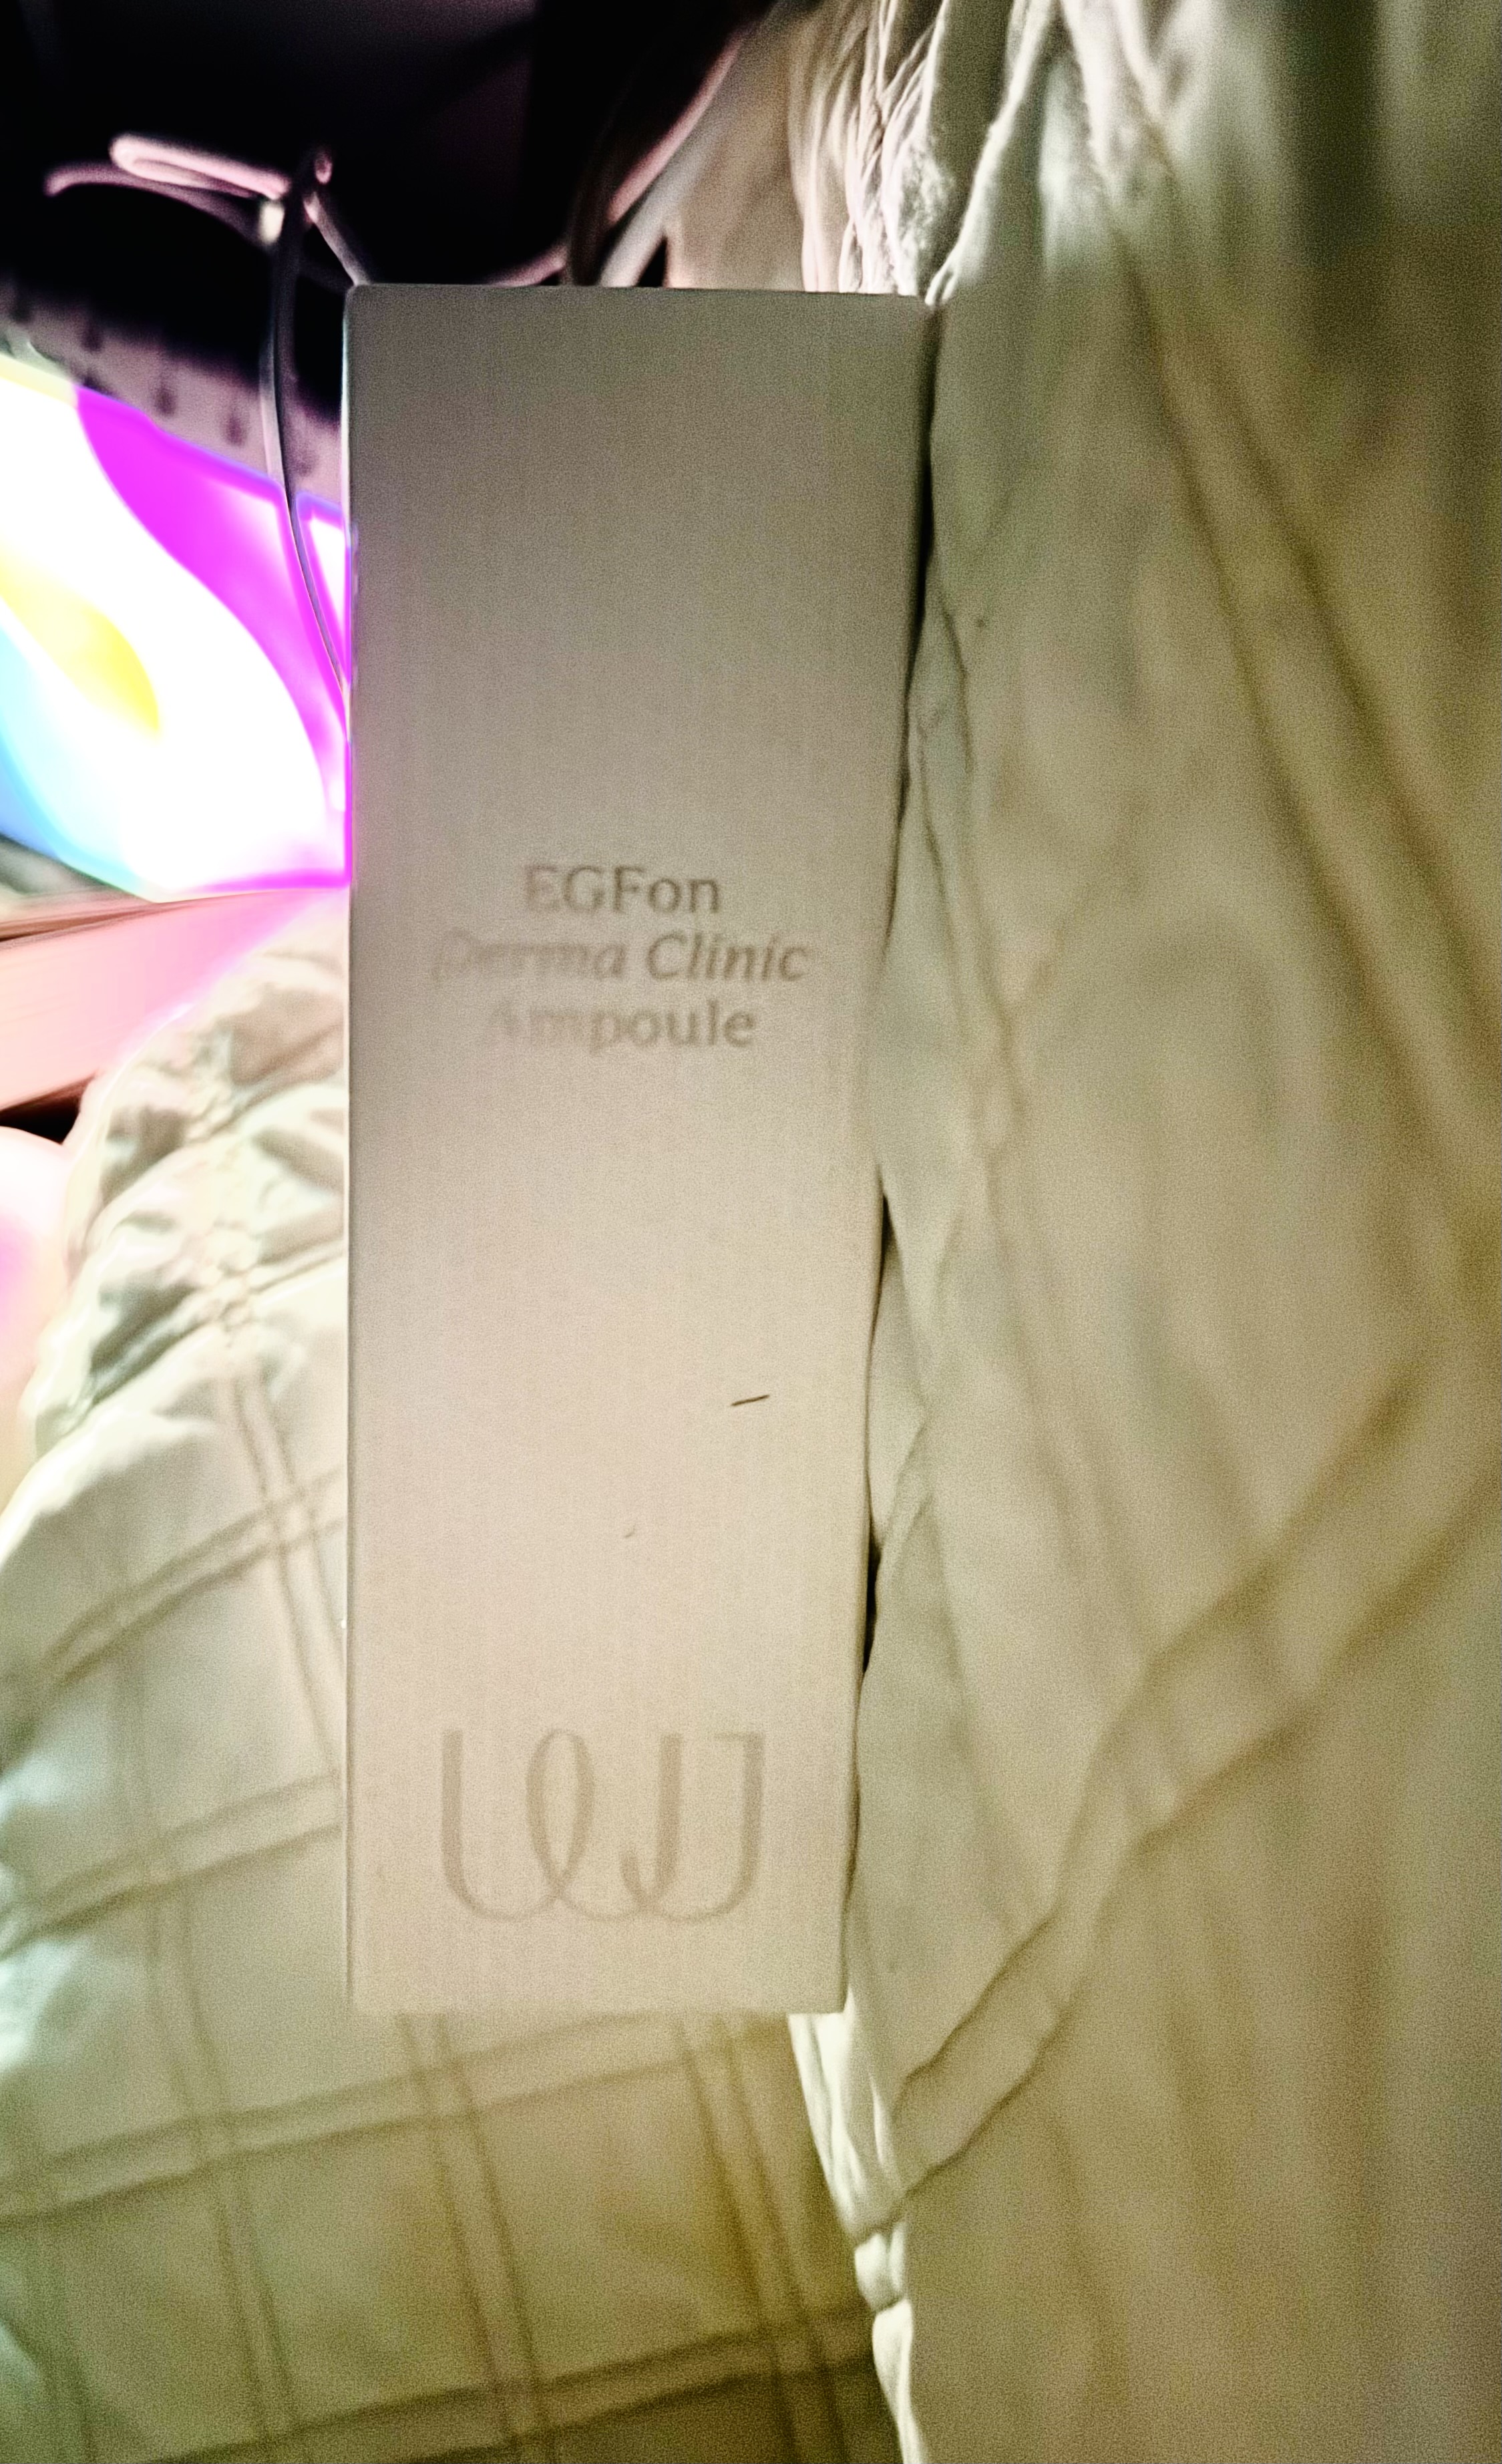 EGFon
Derma Clinic
Ampoule